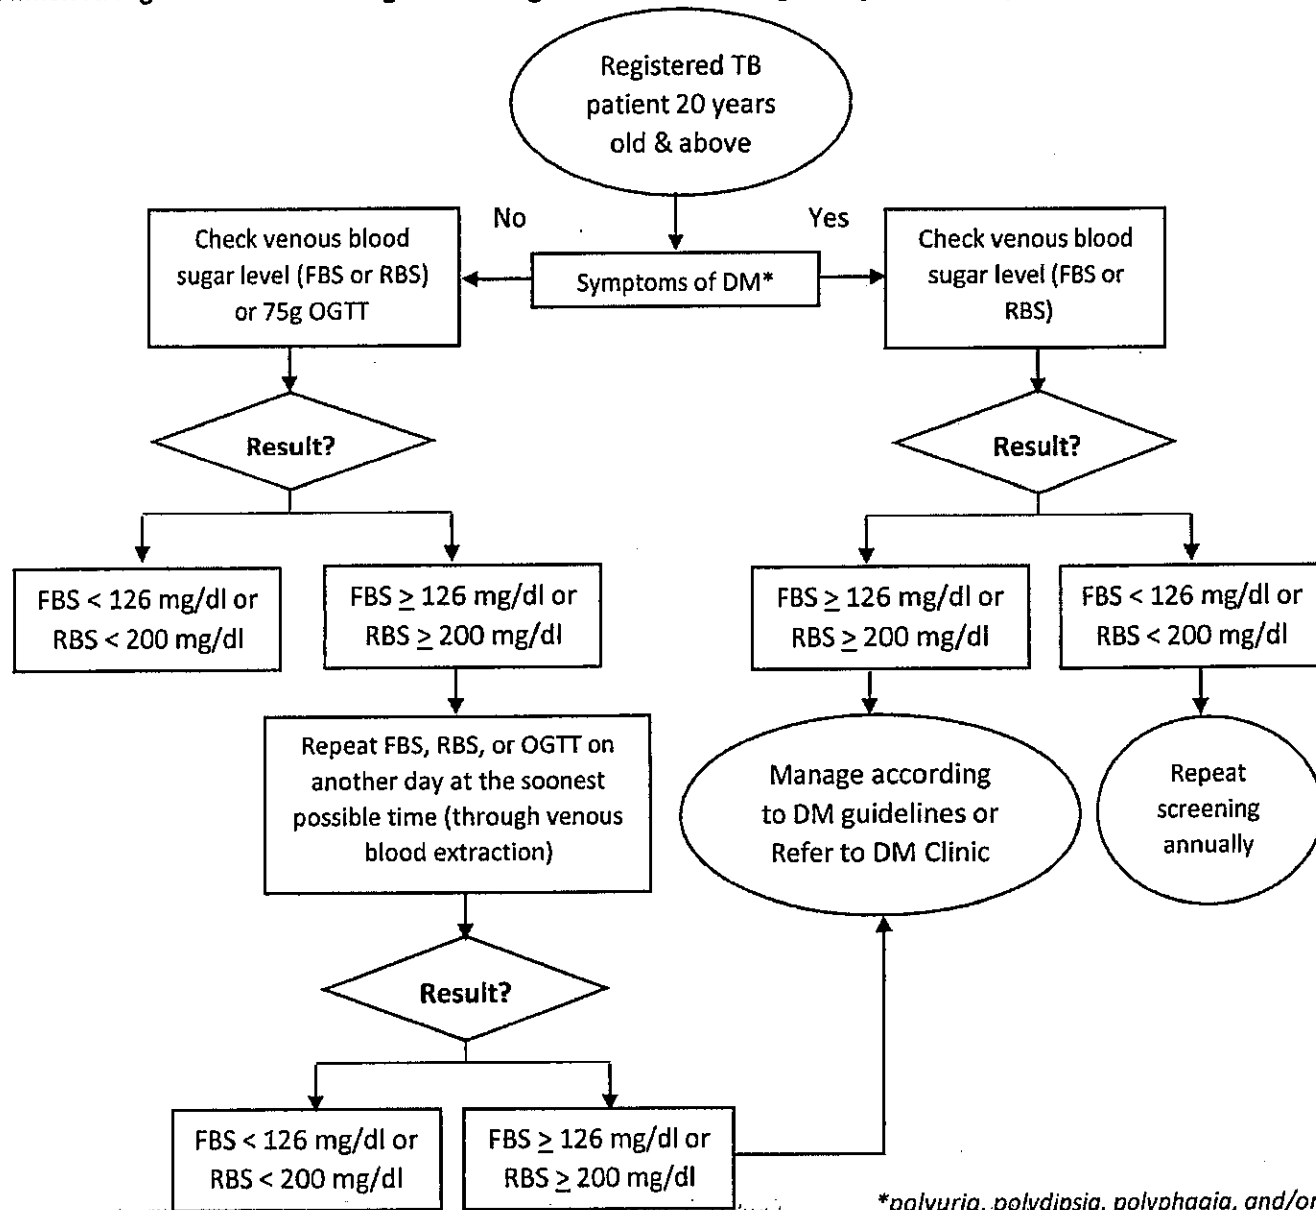 Registered TB
patient 20 years
old & above
No
Yes
Check venous blood
sugar level (FBS or RBS)
or 75g OGTT
Symptoms of DM*
Check venous blood
sugar level (FBS or
RBS)
Result?
Result?
FBS < 126 mg/dl or
RBS < 200 mg/dl
FBS ≥ 126 mg/dl or
RBS ≥ 200 mg/dl
FBS ≥ 126 mg/dl or
RBS ≥ 200 mg/dl
FBS < 126 mg/dl or
RBS < 200 mg/dl
Repeat FBS, RBS, or OGTT on
another day at the soonest
possible time (through venous
blood extraction)
Manage according
to DM guidelines or
Refer to DM Clinic
Repeat
screening
annually
Result?
FBS < 126 mg/dl or
RBS < 200 mg/dl
FBS ≥ 126 mg/dl or
RBS ≥ 200 mg/dl
*polyuria, polydipsia, polyphagia, and/or